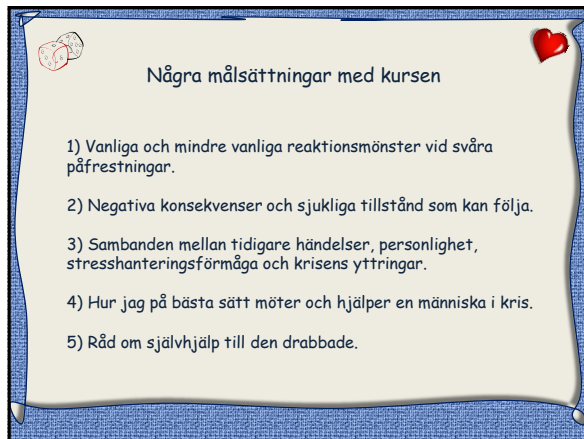 Några målsättningar med kursen
1) Vanliga och mindre vanliga reaktionsmönster vid svåra
påfrestningar.
2) Negativa konsekvenser och sjukliga tillstånd som kan följa.
3) Sambanden mellan tidigare händelser, personlighet,
stresshanteringsförmåga och krisens yttringar.
4) Hur jag på bästa sätt möter och hjälper en människa i kris.
5) Råd om självhjälp till den drabbade.